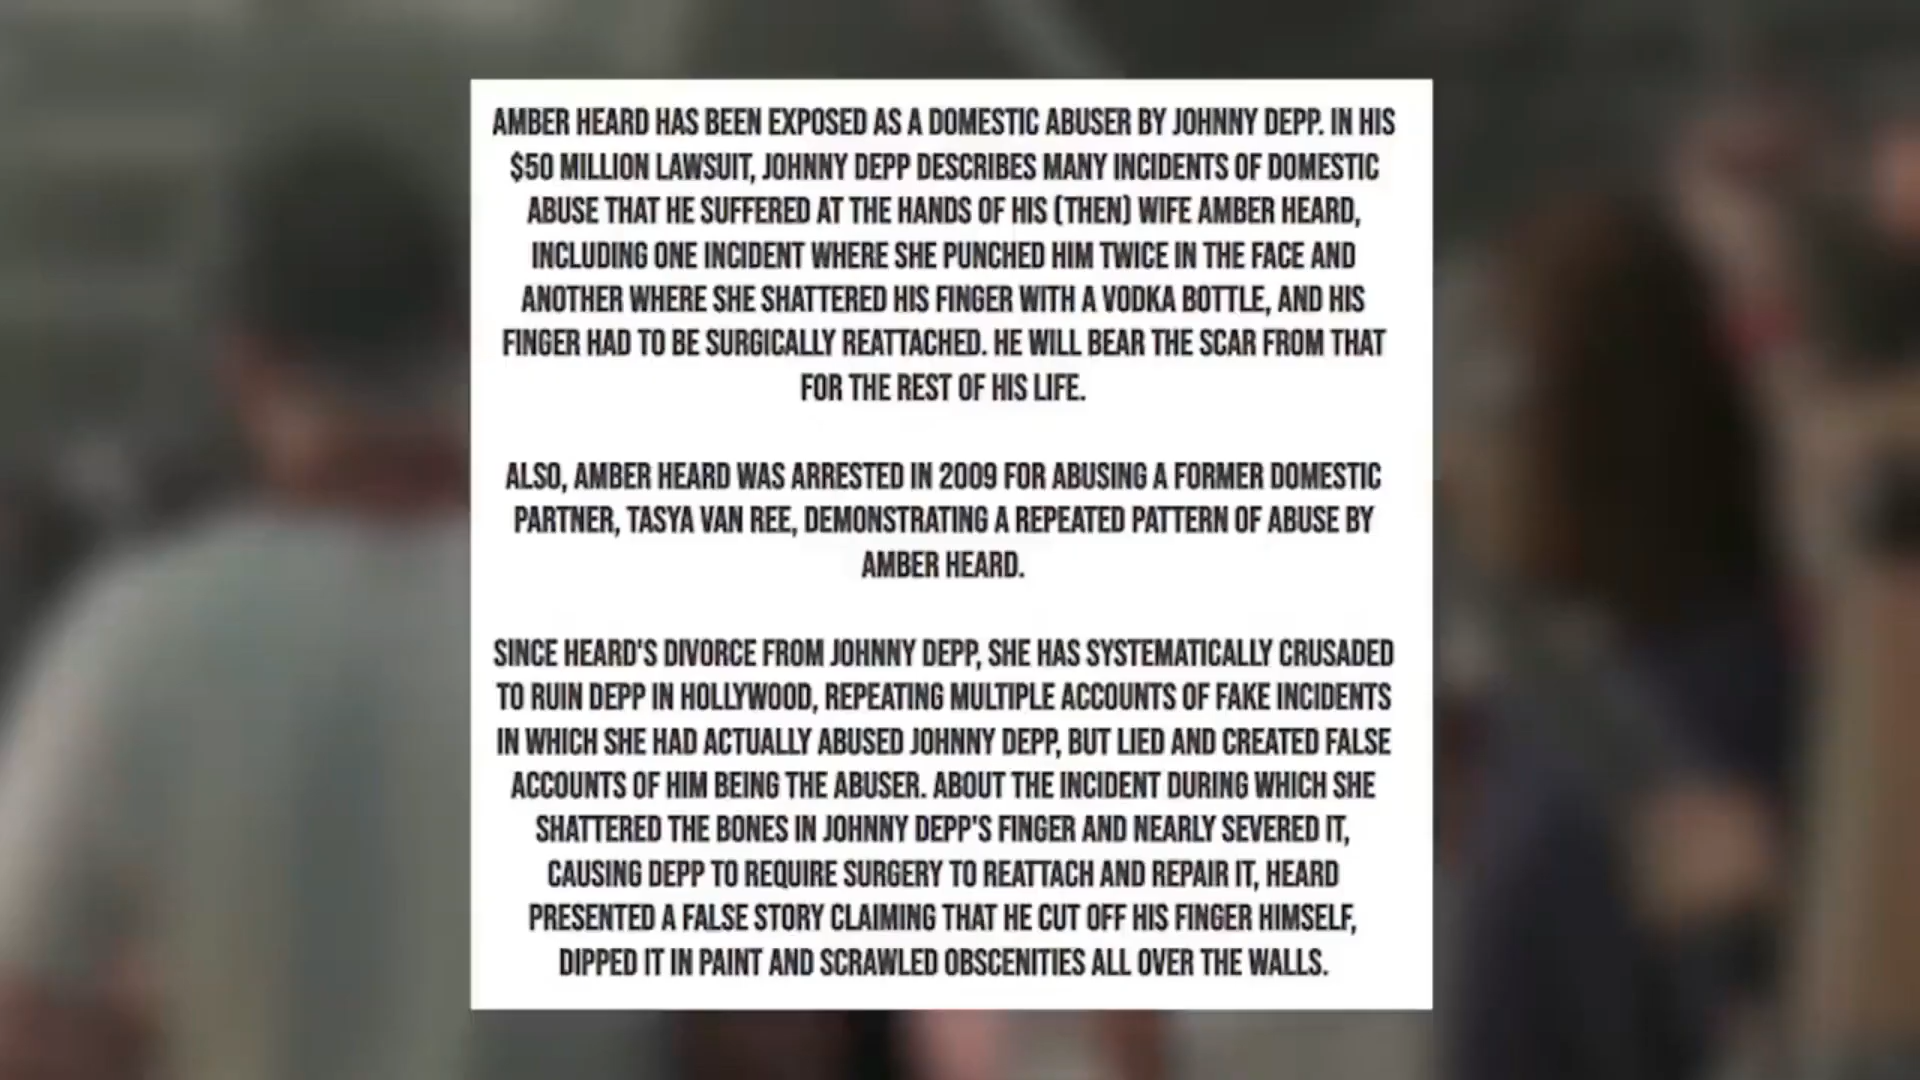 AMBER HEARD HAS BEEN EXPOSED AS A DOMESTIC ABUSER BY JOHNNY DEPP. IN HIS
$50 MILLION LAWSUIT, JOHNNY DEPP DESCRIBES MANY INCIDENTS OF DOMESTIC
ABUSE THAT HE SUFFERED AT THE HANDS OF HIS (THEN) WIFE AMBER HEARD,
INCLUDING ONE INCIDENT WHERE SHE PUNCHED HIM TWICE IN THE FACE AND
ANOTHER WHERE SHE SHATTERED HIS FINGER WITH A VODKA BOTTLE, AND HIS
FINGER HAD TO BE SURGICALLY REATTACHED. HE WILL BEAR THE SCAR FROM THAT
FOR THE REST OF HIS LIFE.
ALSO, AMBER HEARD WAS ARRESTED IN 2009 FOR ABUSING A FORMER DOMESTIC
PARTNER, TASYA VAN REE, DEMONSTRATING A REPEATED PATTERN OF ABUSE BY
AMBER HEARD.
SINCE HEARD'S DIVORCE FROM JOHNNY DEPP, SHE HAS SYSTEMATICALLY CRUSADED
TO RUIN DEPP IN HOLLYWOOD, REPEATING MULTIPLE ACCOUNTS OF FAKE INCIDENTS
IN WHICH SHE HAD ACTUALLY ABUSED JOHNNY DEPP, BUT LIED AND CREATED FALSE
ACCOUNTS OF HIM BEING THE ABUSER. ABOUT THE INCIDENT DURING WHICH SHE
SHATTERED THE BONES IN JOHNNY DEPP'S FINGER AND NEARLY SEVERED IT,
CAUSING DEPP TO REQUIRE SURGERY TO REATTACH AND REPAIR IT, HEARD
PRESENTED A FALSE STORY CLAIMING THAT HE CUT OFF HIS FINGER HIMSELF,
DIPPED IT IN PAINT AND SCRAWLED OBSCENITIES ALL OVER THE WALLS.